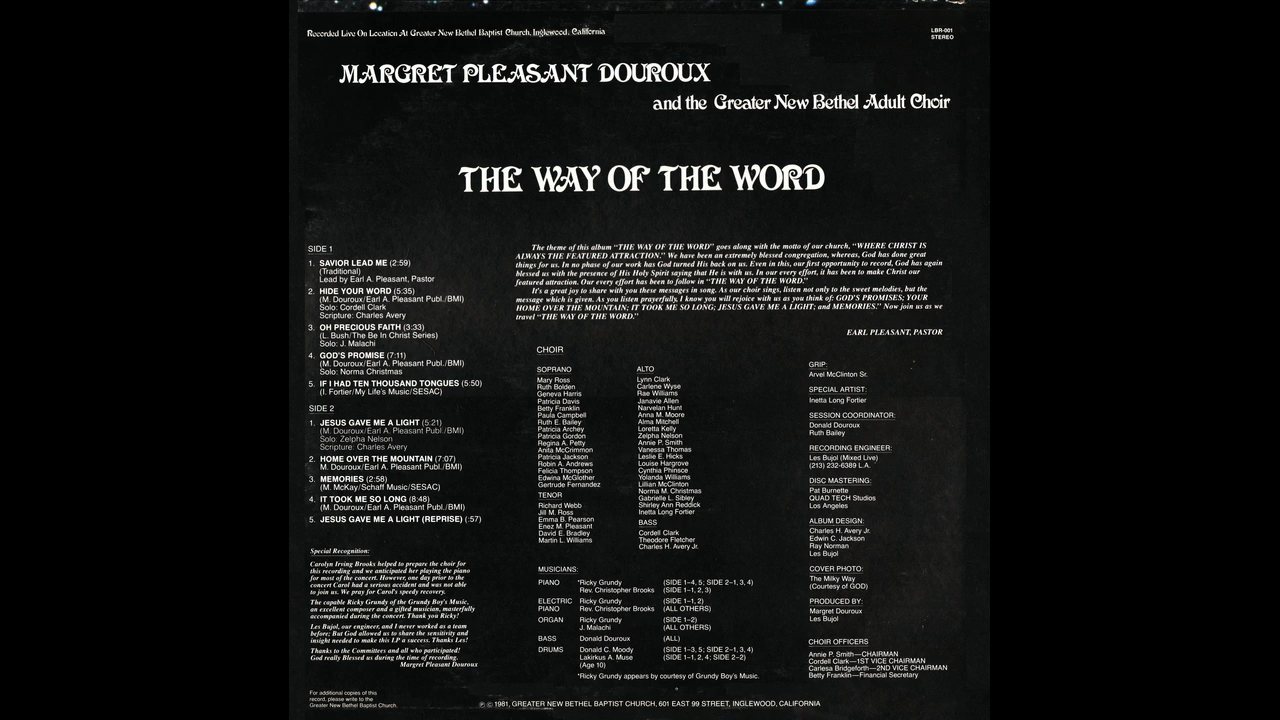 Recorded Live On Location At Greater New Bethel Baptist Church, Inglewood, California
LBR-001
STEREO
MARGRET PLEASANT DOUROUX
and the Greater New Bethel Adult Choir
THE WAY OF THE WORD
SIDE 1
1. SAVIOR LEAD ME (2:59)
(Traditional)
Lead by Earl A. Pleasant, Pastor
2. HIDE YOUR WORD (5:35)
(M. Douroux/Earl A. Pleasant Publ./BMI)
Solo: Cordell Clark
Scripture: Charles Avery
3. OH PRECIOUS FAITH (3:33)
(L. Bush/The Be In Christ Series)
Solo: J. Malachi
4. GOD'S PROMISE (7:11)
(M. Douroux/Earl A. Pleasant Publ./BMI)
Solo: Norma Christmas
5. IF I HAD TEN THOUSAND TONGUES (5:50)
(I. Fortier/My Life's Music/SESAC)
SIDE 2
1. JESUS GAVE ME A LIGHT (5:21)
(M. Douroux/Earl A. Pleasant Publ./BMI)
Solo: Zelpha Nelson
Scripture: Charles Avery
2. HOME OVER THE MOUNTAIN (7:07)
M. Douroux/Earl A. Pleasant Publ./BMI)
3. MEMORIES (2:58)
(M. McKay/Schaff Music/SESAC)
4. IT TOOK ME SO LONG (8:48)
(M. Douroux/Earl A. Pleasant Publ./BMI)
5. JESUS GAVE ME A LIGHT (REPRISE) (:57)
Special Recognition:
Carolyn Irving Brooks helped to prepare the choir for
this recording and we anticipated her playing the piano
for most of the concert. However, one day prior to the
concert Carol had a serious accident and was not able
to join us. We pray for Carol's speedy recovery.
The capable Ricky Grundy of the Grundy Boy's Music,
an excellent composer and a gifted musician, masterfully
accompanied during the concert. Thank you Ricky!
Les Bujol, our engineer, and I never worked as a team
before; But God allowed us to share the sensitivity and
insight needed to make this LP a success. Thanks Les!
Thanks to the Committees and all who participated!
God really Blessed us during the time of recording.
Margret Pleasant Douroux
For additional copies of this
record, please write to the
Greater New Bethel Baptist Church.
The theme of this album "THE WAY OF THE WORD" goes along with the motto of our church, "WHERE CHRIST IS
ALWAYS THE FEATURED ATTRACTION." We have been an extremely blessed congregation, whereas, God has done great
things for us. In no phase of our work has God turned His back on us. Even in this, our first opportunity to record, God has again
blessed us with the presence of His Holy Spirit saying that He is with us. In our every effort, it has been to make Christ our
featured attraction. Our every effort has been to follow in "THE WAY OF THE WORD."
It's a great joy to share with you these messages in song. As our choir sings, listen not only to the sweet melodies, but the
message which is given. As you listen prayerfully, I know you will rejoice with us as you think of: GOD'S PROMISES; YOUR
HOME OVER THE MOUNTAIN; IT TOOK ME SO LONG; JESUS GAVE ME A LIGHT; and MEMORIES." Now join us as we
travel "THE WAY OF THE WORD."
EARL PLEASANT, PASTOR
CHOIR
SOPRANO
Mary Ross
Ruth Bolden
Geneva Harris
Patricia Davis
Betty Franklin
Paula Campbell
Ruth E. Bailey
Patricia Archey
Patricia Gordon
Regina A. Petty
Anita McCrimmon
Patricia Jackson
Robin A. Andrews
Felicia Thompson
Edwina McGlother
Gertrude Fernandez
TENOR
Richard Webb
Jill M. Ross
Emma B. Pearson
Enez M. Pleasant
David E. Bradley
Martin L. Williams
ALTO
Lynn Clark
Carlene Wyse
Rae Williams
Janavie Allen
Narvelan Hunt
Anna M. Moore
Alma Mitchell
Loretta Kelly
Zelpha Nelson
Annie P. Smith
Vanessa Thomas
Leslie E. Hicks
Louise Hargrove
Cynthia Phinsce
Yolanda Williams
Lillian McClinton
Norma M. Christmas
Gabrielle L. Sibley
Shirley Ann Reddick
Inetta Long Fortier
BASS
Cordell Clark
Theodore Fletcher
Charles H. Avery Jr.
MUSICIANS:
PIANO *Ricky Grundy (SIDE 1–4, 5; SIDE 2–1, 3, 4)
Rev. Christopher Brooks (SIDE 1–1, 2, 3)
ELECTRIC Ricky Grundy (SIDE 1–1, 2)
PIANO Rev. Christopher Brooks (ALL OTHERS)
ORGAN Ricky Grundy (SIDE 1–2)
J. Malachi (ALL OTHERS)
BASS Donald Douroux (ALL)
DRUMS Donald C. Moody (SIDE 1–3, 5; SIDE 2–1, 3, 4)
Lakirkus A. Muse (SIDE 1–1, 2, 4; SIDE 2–2)
(Age 10)
*Ricky Grundy appears by courtesy of Grundy Boy's Music.
GRIP:
Arvel McClinton Sr.
SPECIAL ARTIST:
Inetta Long Fortier
SESSION COORDINATOR:
Donald Douroux
Ruth Bailey
RECORDING ENGINEER:
Les Bujol (Mixed Live)
(213) 232-6389 L.A.
DISC MASTERING:
Pat Burnette
QUAD TECH Studios
Los Angeles
ALBUM DESIGN:
Charles H. Avery Jr.
Edwin C. Jackson
Ray Norman
Les Bujol
COVER PHOTO:
The Milky Way
(Courtesy of GOD)
PRODUCED BY:
Margret Douroux
Les Bujol
CHOIR OFFICERS
Annie P. Smith—CHAIRMAN
Cordell Clark—1ST VICE CHAIRMAN
Carlesa Bridgeforth—2ND VICE CHAIRMAN
Betty Franklin—Financial Secretary
℗ © 1981, GREATER NEW BETHEL BAPTIST CHURCH, 601 EAST 99 STREET, INGLEWOOD, CALIFORNIA